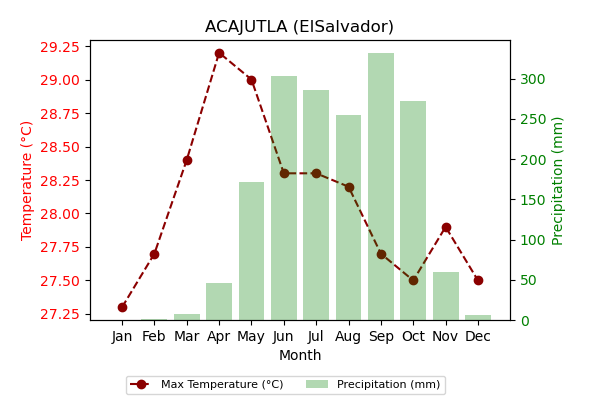 ACAJUTLA (ElSalvador)
29.25
29.00
28.75
28.50
28.25
28.00
27.75
27.50
27.25
Temperature (°C)
300
250
200
150
100
50
0
Precipitation (mm)
Jan Feb Mar Apr May Jun Jul Aug Sep Oct Nov Dec
Month
Max Temperature (°C) Precipitation (mm)